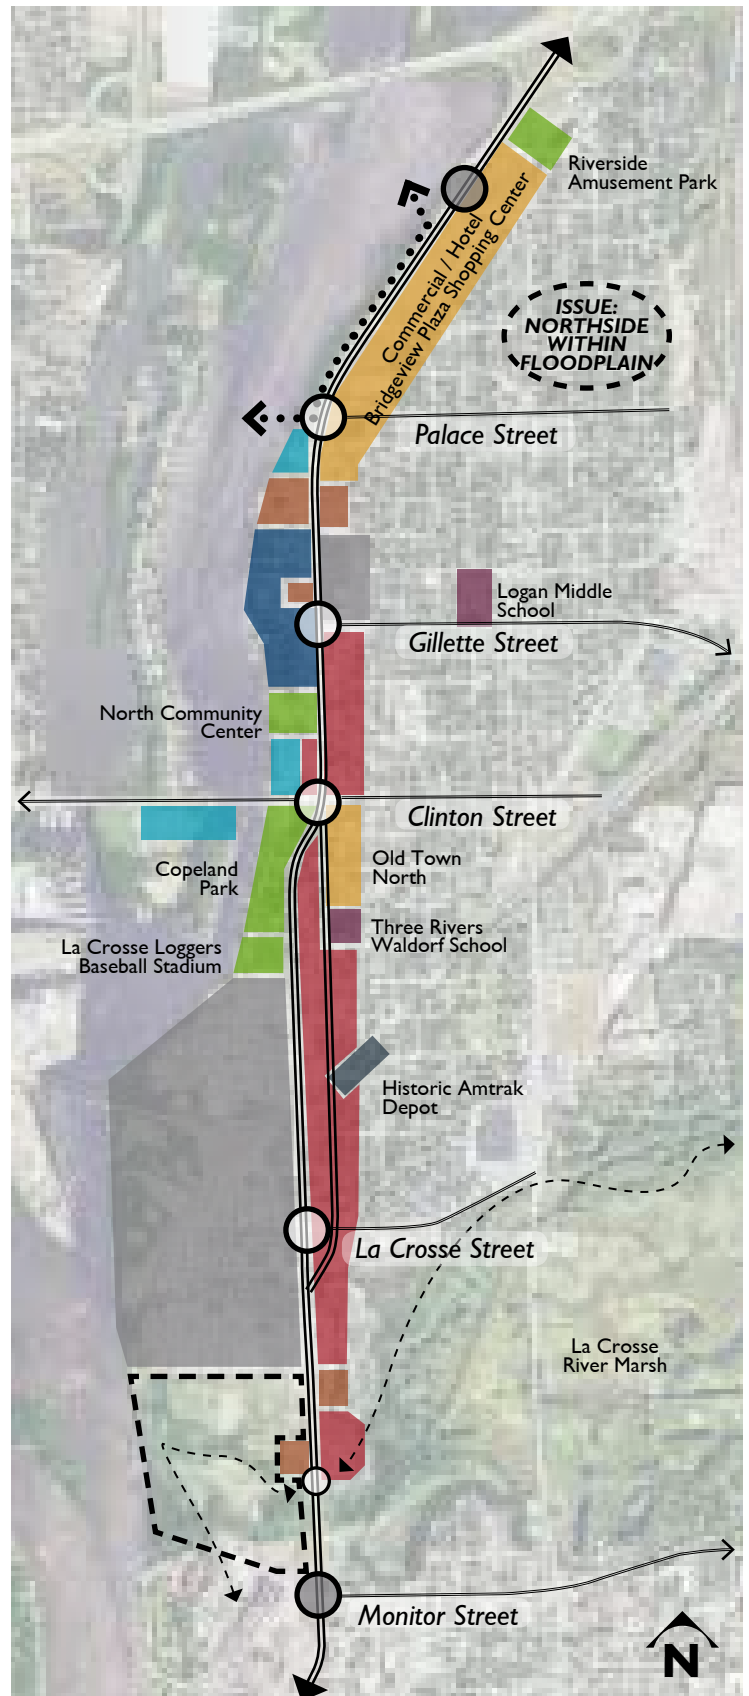 Riverside
Amusement Park
Commercial / Hotel
Bridgeview Plaza Shopping Center
ISSUE:
NORTHSIDE
WITHIN
FLOODPLAIN
Palace Street
Logan Middle
School
Gillette Street
North Community
Center
Clinton Street
Copeland
Park
Old Town
North
Three Rivers
Waldorf School
La Crosse Loggers
Baseball Stadium
Historic Amtrak
Depot
La Crosse Street
La Crosse
River Marsh
Monitor Street
N